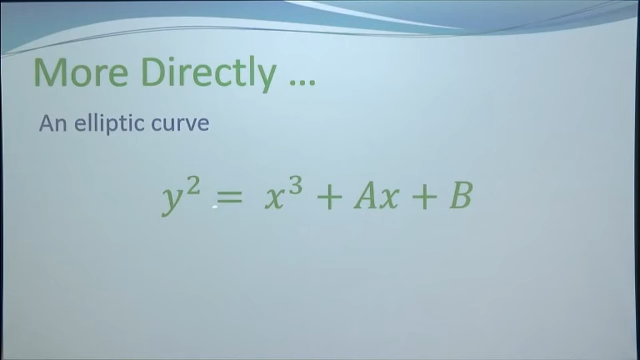 More Directly ...
An elliptic curve
y² = x³ + Ax + B